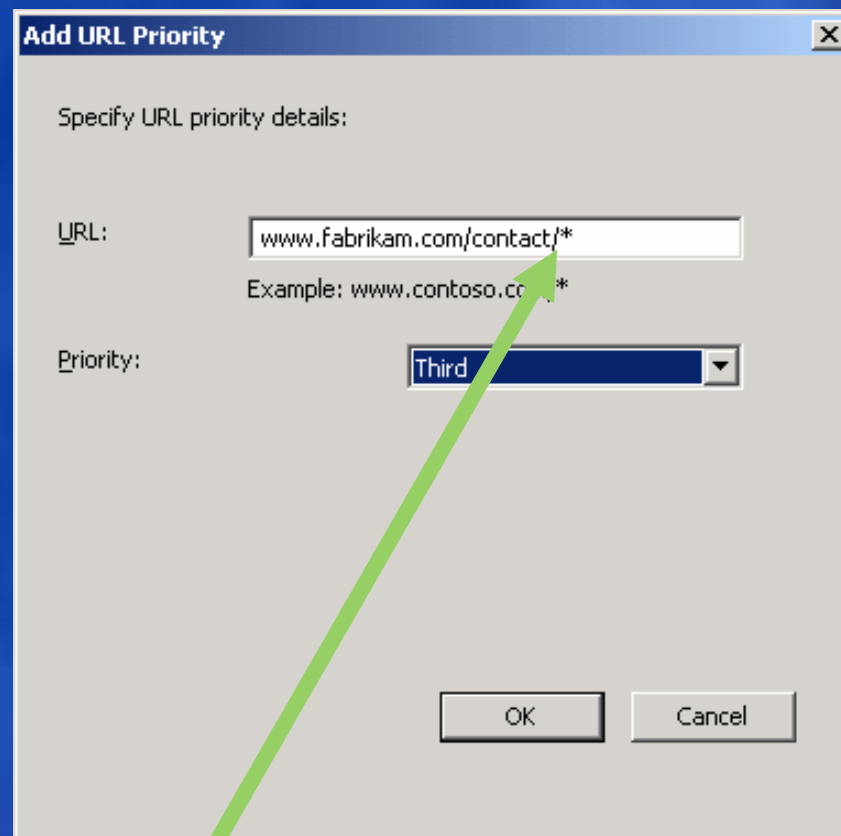 Add URL Priority
Specify URL priority details:
URL: www.fabrikam.com/contact/*
Example: www.contoso.com/*
Priority: Third
OK Cancel